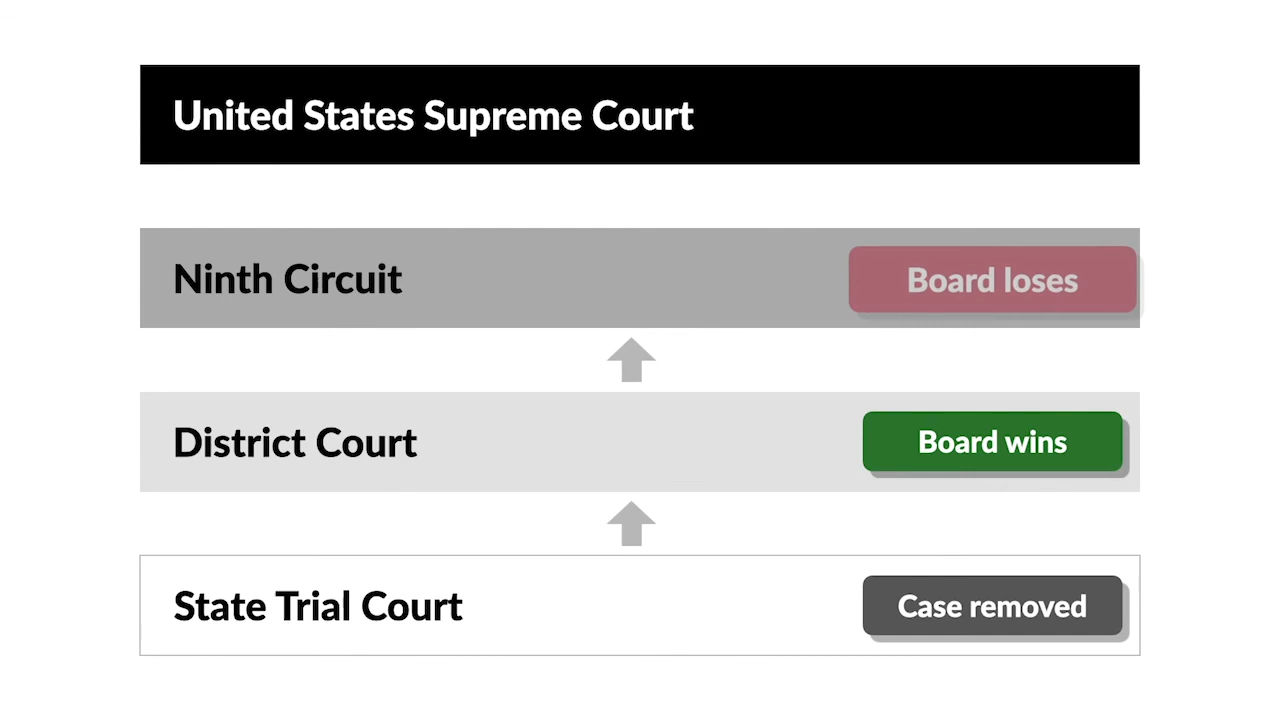 United States Supreme Court
Ninth Circuit Board loses
District Court Board wins
State Trial Court Case removed